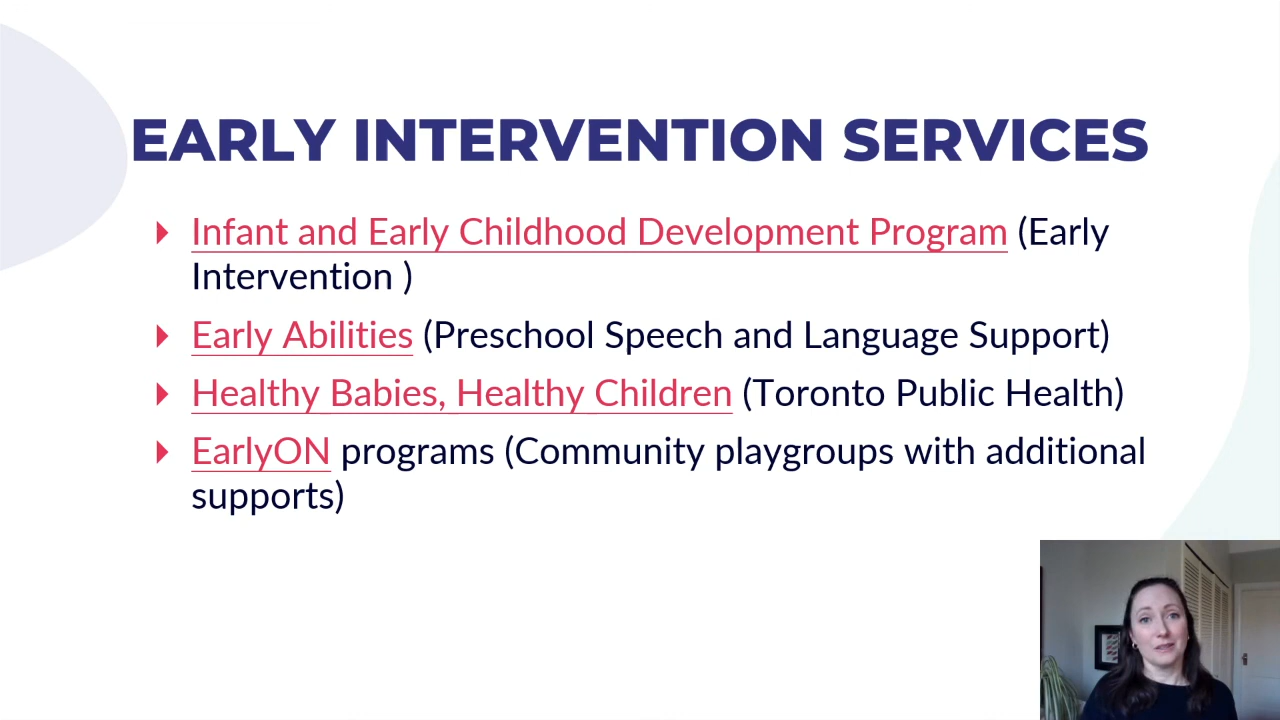 EARLY INTERVENTION SERVICES
Infant and Early Childhood Development Program (Early
Intervention )
Early Abilities (Preschool Speech and Language Support)
Healthy Babies, Healthy Children (Toronto Public Health)
EarlyON programs (Community playgroups with additional
supports)